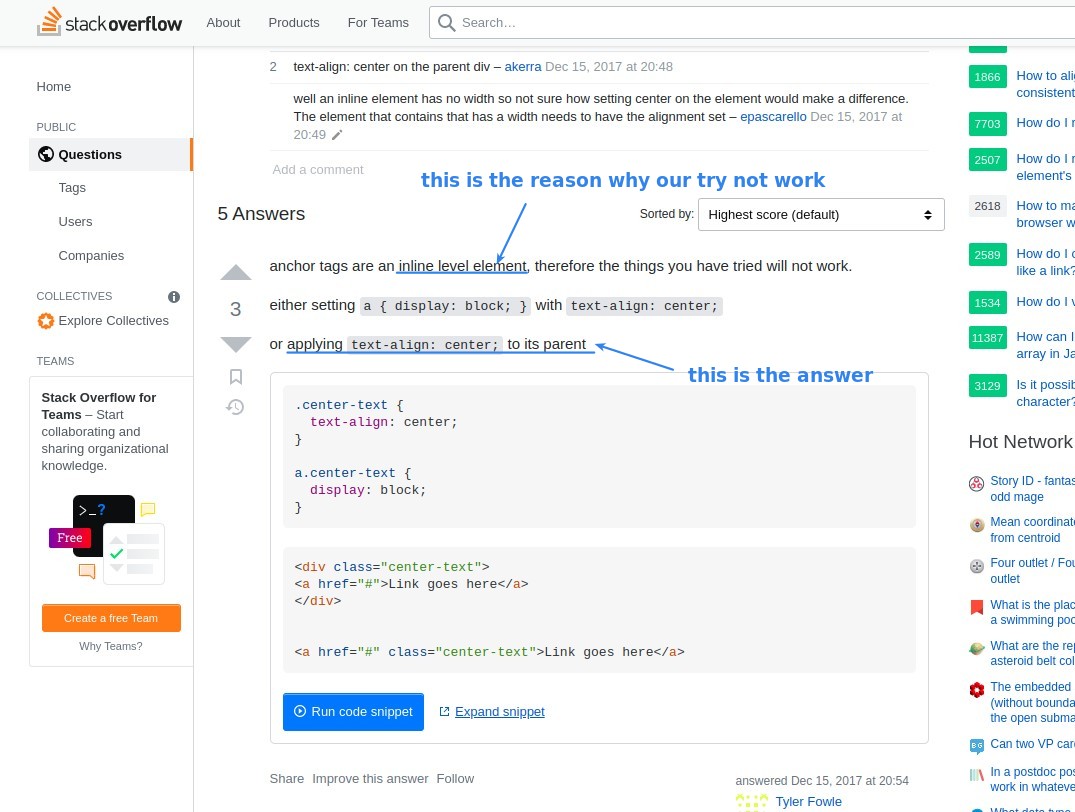 stackoverflow
About
Products
For Teams
Search…
Home
PUBLIC
Questions
Tags
Users
Companies
COLLECTIVES
Explore Collectives
TEAMS
Stack Overflow for
Teams – Start
collaborating and
sharing organizational
knowledge.
>_?
Free
Create a free Team
Why Teams?
2 text-align: center on the parent div – akerra Dec 15, 2017 at 20:48
well an inline element has no width so not sure how setting center on the element would make a difference.
The element that contains that has a width needs to have the alignment set – epascarello Dec 15, 2017 at
20:49
Add a comment
this is the reason why our try not work
5 Answers
Sorted by:
Highest score (default)
3
anchor tags are an inline level element, therefore the things you have tried will not work.
either setting a { display: block; } with text-align: center;
or applying text-align: center; to its parent
this is the answer
.center-text {
  text-align: center;
}
a.center-text {
  display: block;
}
<div class="center-text">
<a href="#">Link goes here</a>
</div>
<a href="#" class="center-text">Link goes here</a>
Run code snippet
Expand snippet
Share Improve this answer Follow
answered Dec 15, 2017 at 20:54
Tyler Fowle
1866 How to ali
consistent
7703 How do I r
2507 How do I r
element's
2618 How to ma
browser w
2589 How do I c
like a link?
1534 How do I v
11387 How can I
array in Ja
3129 Is it possib
character?
Hot Network
Story ID - fantas
odd mage
Mean coordinate
from centroid
Four outlet / Fou
outlet
What is the plac
a swimming poo
What are the rep
asteroid belt col
The embedded
(without bounda
the open subma
Can two VP card
In a postdoc pos
work in whateve
What data type